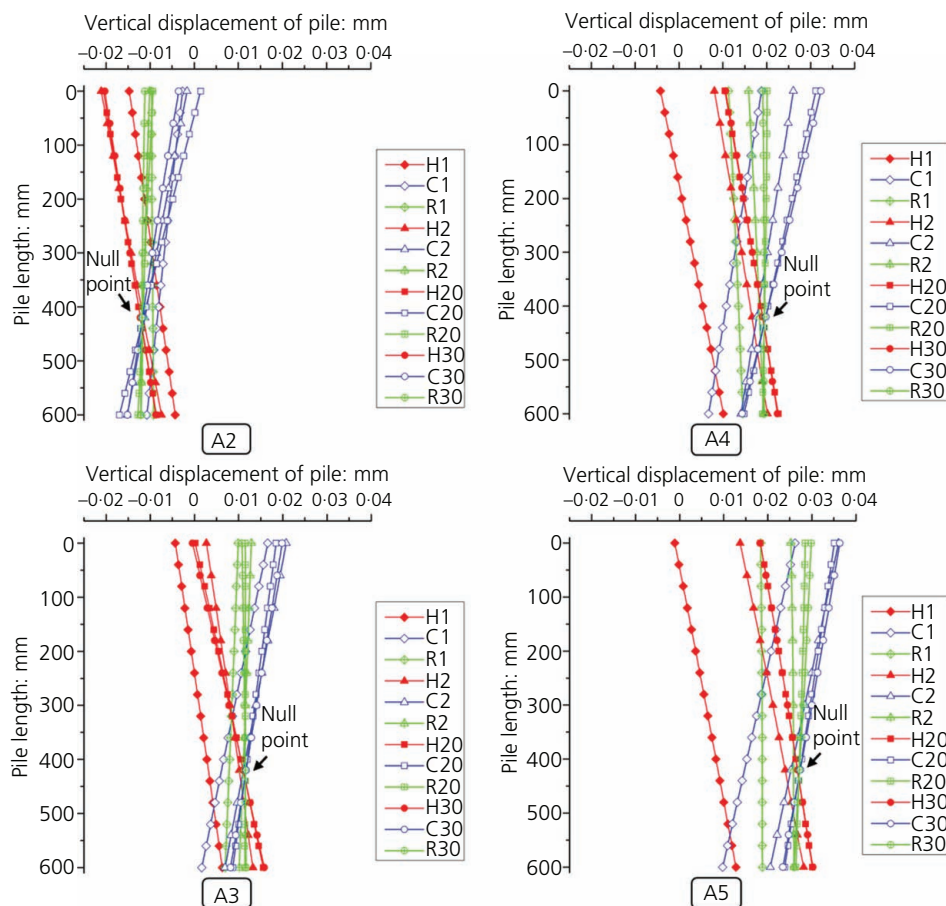 Vertical displacement of pile: mm
–0·02 –0·01 0 0·01 0·02 0·03 0·04
Pile length: mm
0
100
200
300
400
500
600
Null
point
H1
C1
R1
H2
C2
R2
H20
C20
R20
H30
C30
R30
A2
Vertical displacement of pile: mm
–0·02 –0·01 0 0·01 0·02 0·03 0·04
Pile length: mm
0
100
200
300
400
500
600
Null
point
H1
C1
R1
H2
C2
R2
H20
C20
R20
H30
C30
R30
A4
Vertical displacement of pile: mm
–0·02 –0·01 0 0·01 0·02 0·03 0·04
Pile length: mm
0
100
200
300
400
500
600
Null
point
H1
C1
R1
H2
C2
R2
H20
C20
R20
H30
C30
R30
A3
Vertical displacement of pile: mm
–0·02 –0·01 0 0·01 0·02 0·03 0·04
Pile length: mm
0
100
200
300
400
500
600
Null
point
H1
C1
R1
H2
C2
R2
H20
C20
R20
H30
C30
R30
A5